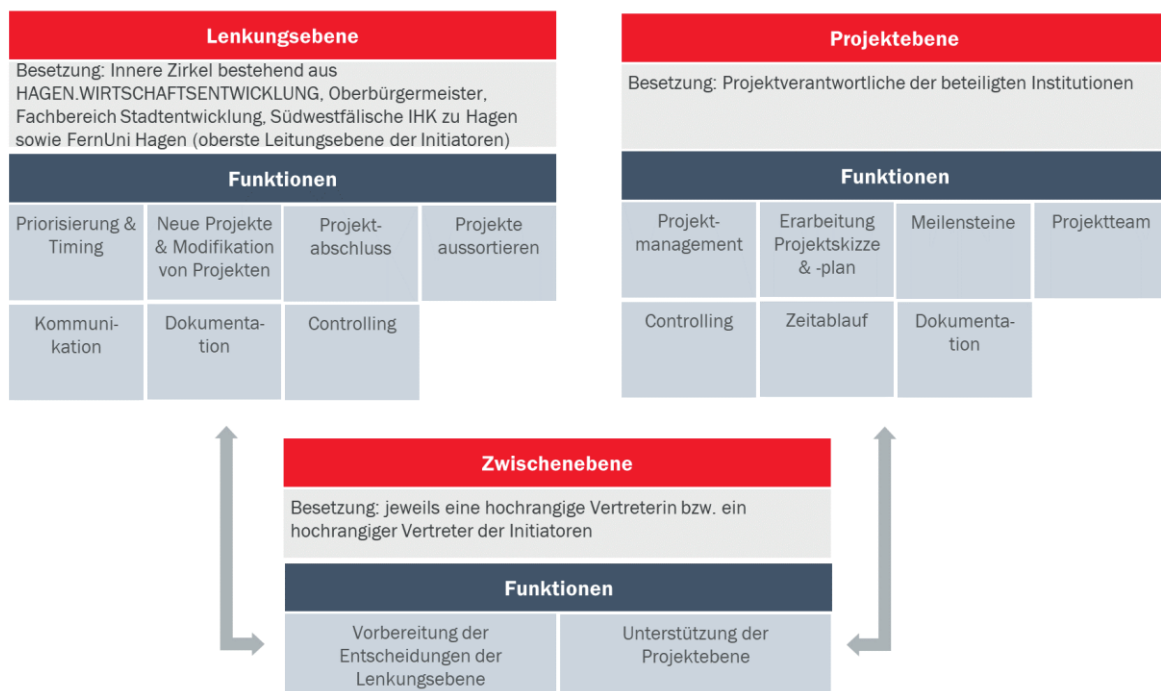 Lenkungsebene
Besetzung: Innere Zirkel bestehend aus
HAGEN.WIRTSCHAFTSENTWICKLUNG, Oberbürgermeister,
Fachbereich Stadtentwicklung, Südwestfälische IHK zu Hagen
sowie FernUni Hagen (oberste Leitungsebene der Initiatoren)
Funktionen
Priorisierung &
Timing
Neue Projekte
& Modifikation
von Projekten
Projekt-
abschluss
Projekte
aussortieren
Kommuni-
kation
Dokumenta-
tion
Controlling
Projektebene
Besetzung: Projektverantwortliche der beteiligten Institutionen
Funktionen
Projekt-
management
Erarbeitung
Projektskizze
& -plan
Meilensteine
Projektteam
Controlling
Zeitablauf
Dokumenta-
tion
Zwischenebene
Besetzung: jeweils eine hochrangige Vertreterin bzw. ein
hochrangiger Vertreter der Initiatoren
Funktionen
Vorbereitung der
Entscheidungen der
Lenkungsebene
Unterstützung der
Projektebene